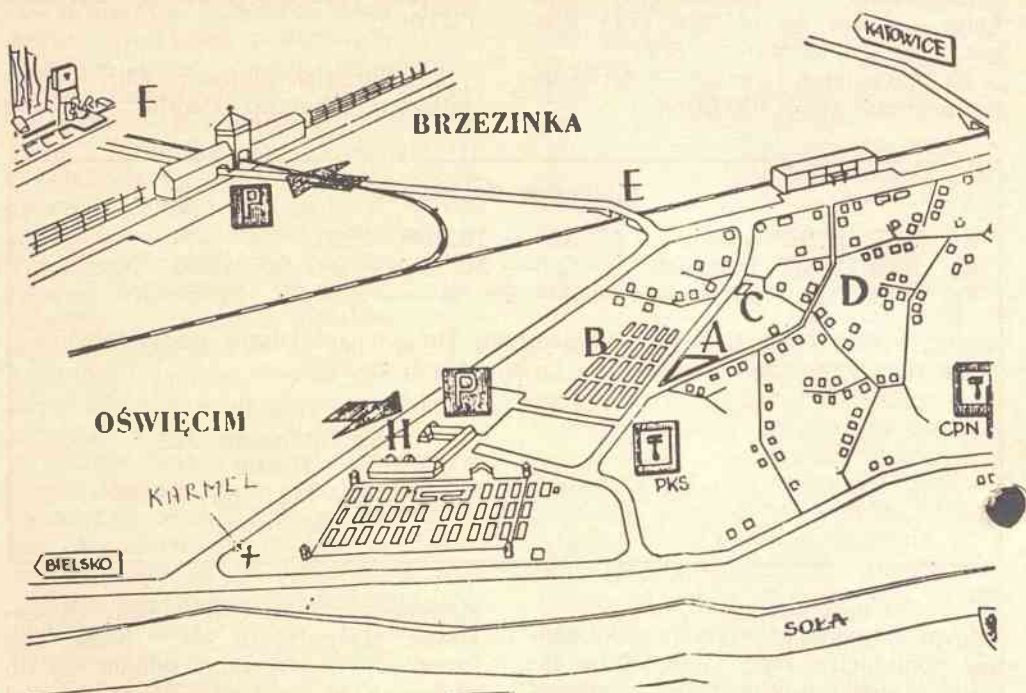 KATOWICE
F
BRZEZINKA
P
E
D
C
B
A
P
T
CPN
OŚWIĘCIM
H
T
PKS
KARMEL
BIELSKO
SOŁA